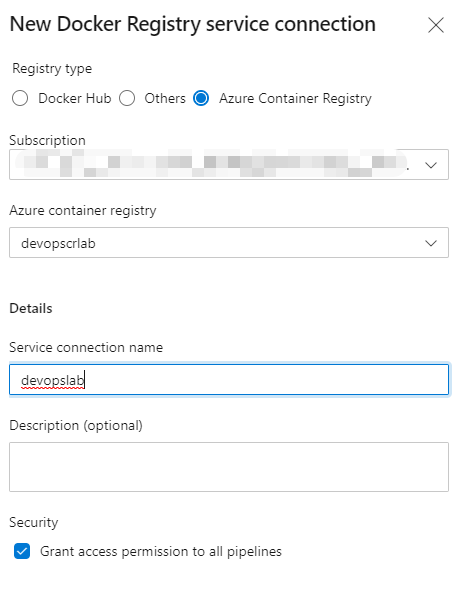 New Docker Registry service connection
Registry type
Docker Hub Others Azure Container Registry
Subscription
Azure container registry
devopscrlab
Details
Service connection name
devopslab
Description (optional)
Security
Grant access permission to all pipelines